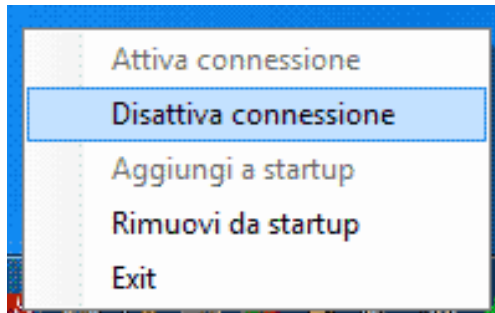 Attiva connessione
Disattiva connessione
Aggiungi a startup
Rimuovi da startup
Exit